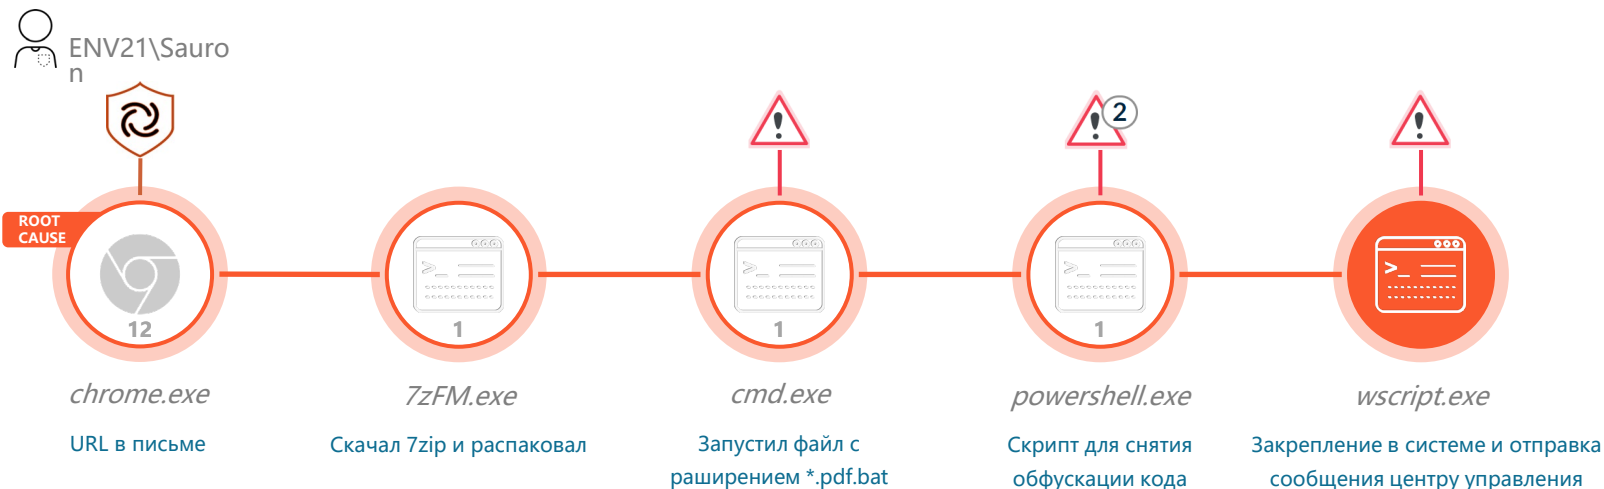 ENV21\Sauro
n
2
ROOT
CAUSE
12
1
1
1
chrome.exe
7zFM.exe
cmd.exe
powershell.exe
wscript.exe
URL в письме
Скачал 7zip и распаковал
Запустил файл с
раширением *.pdf.bat
Скрипт для снятия
обфускации кода
Закрепление в системе и отправка
сообщения центру управления